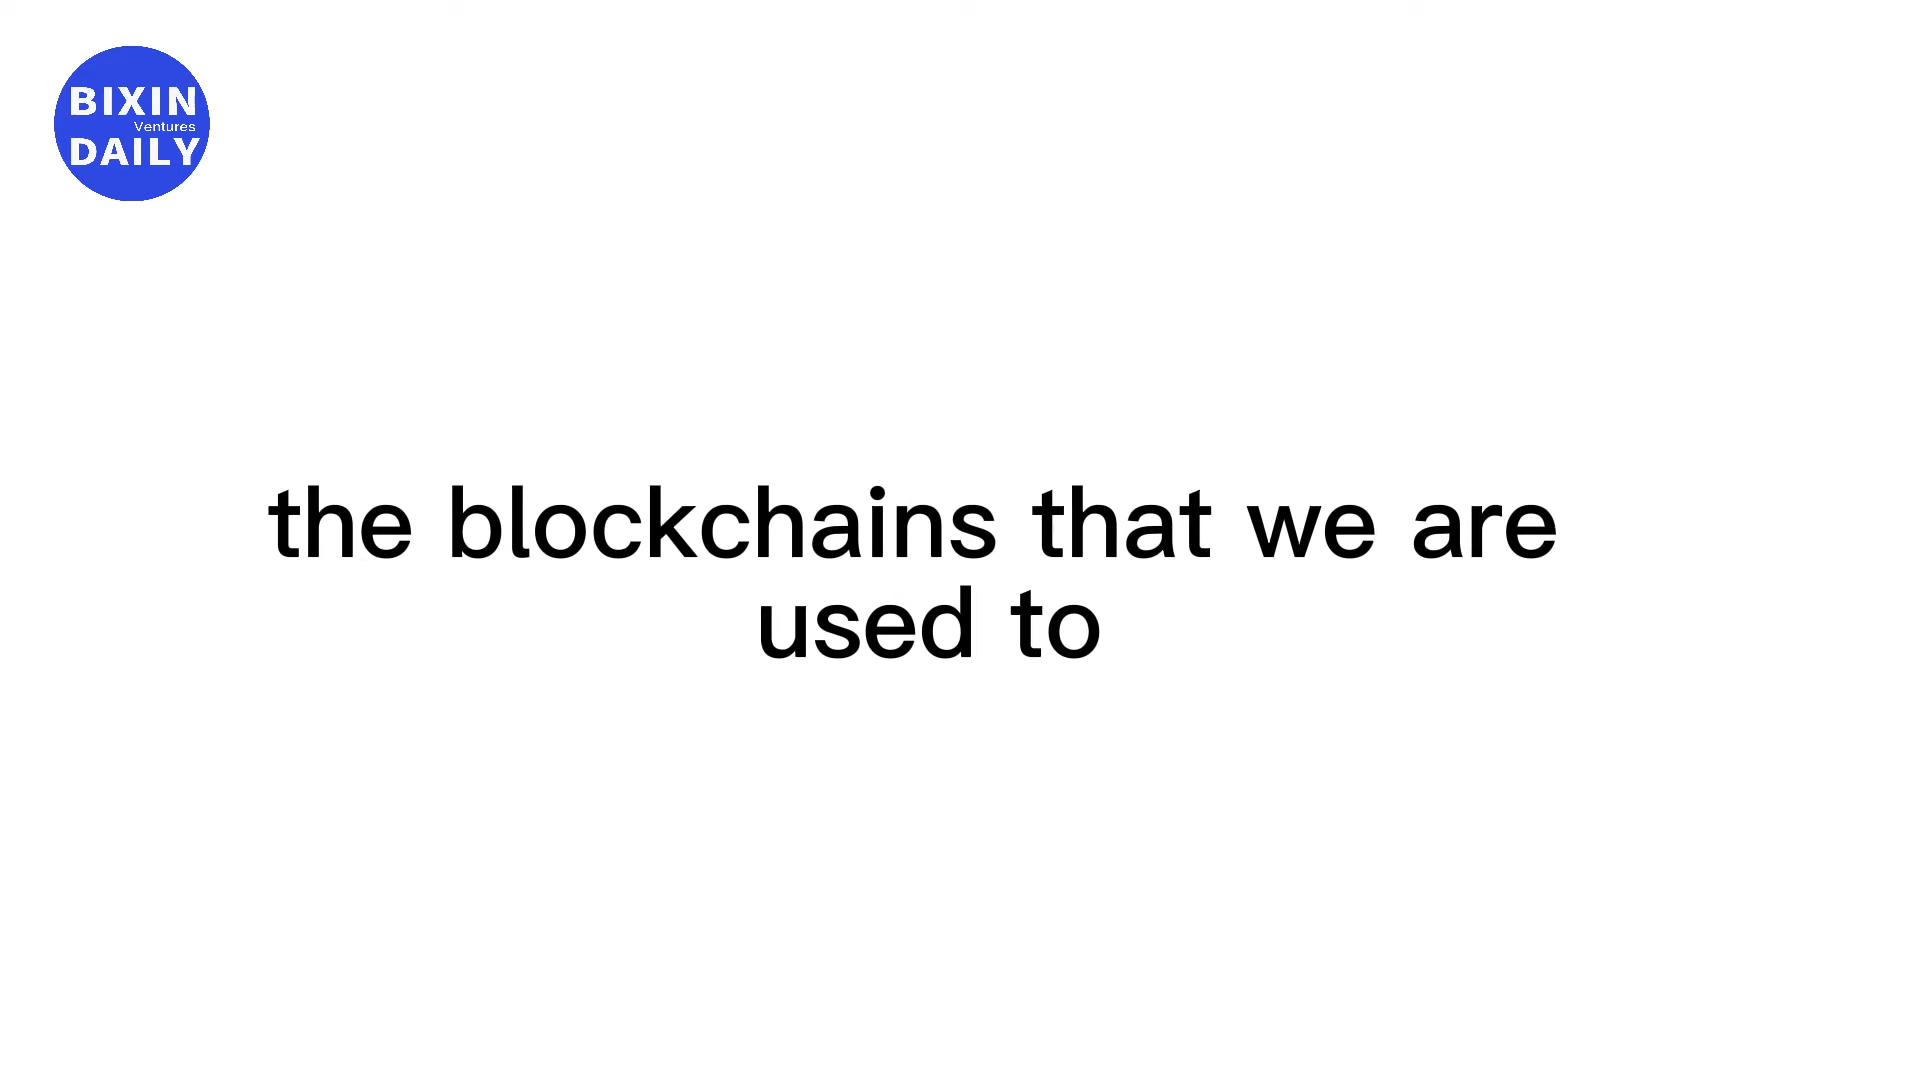 BIXIN
Ventures
DAILY
the blockchains that we are
used to